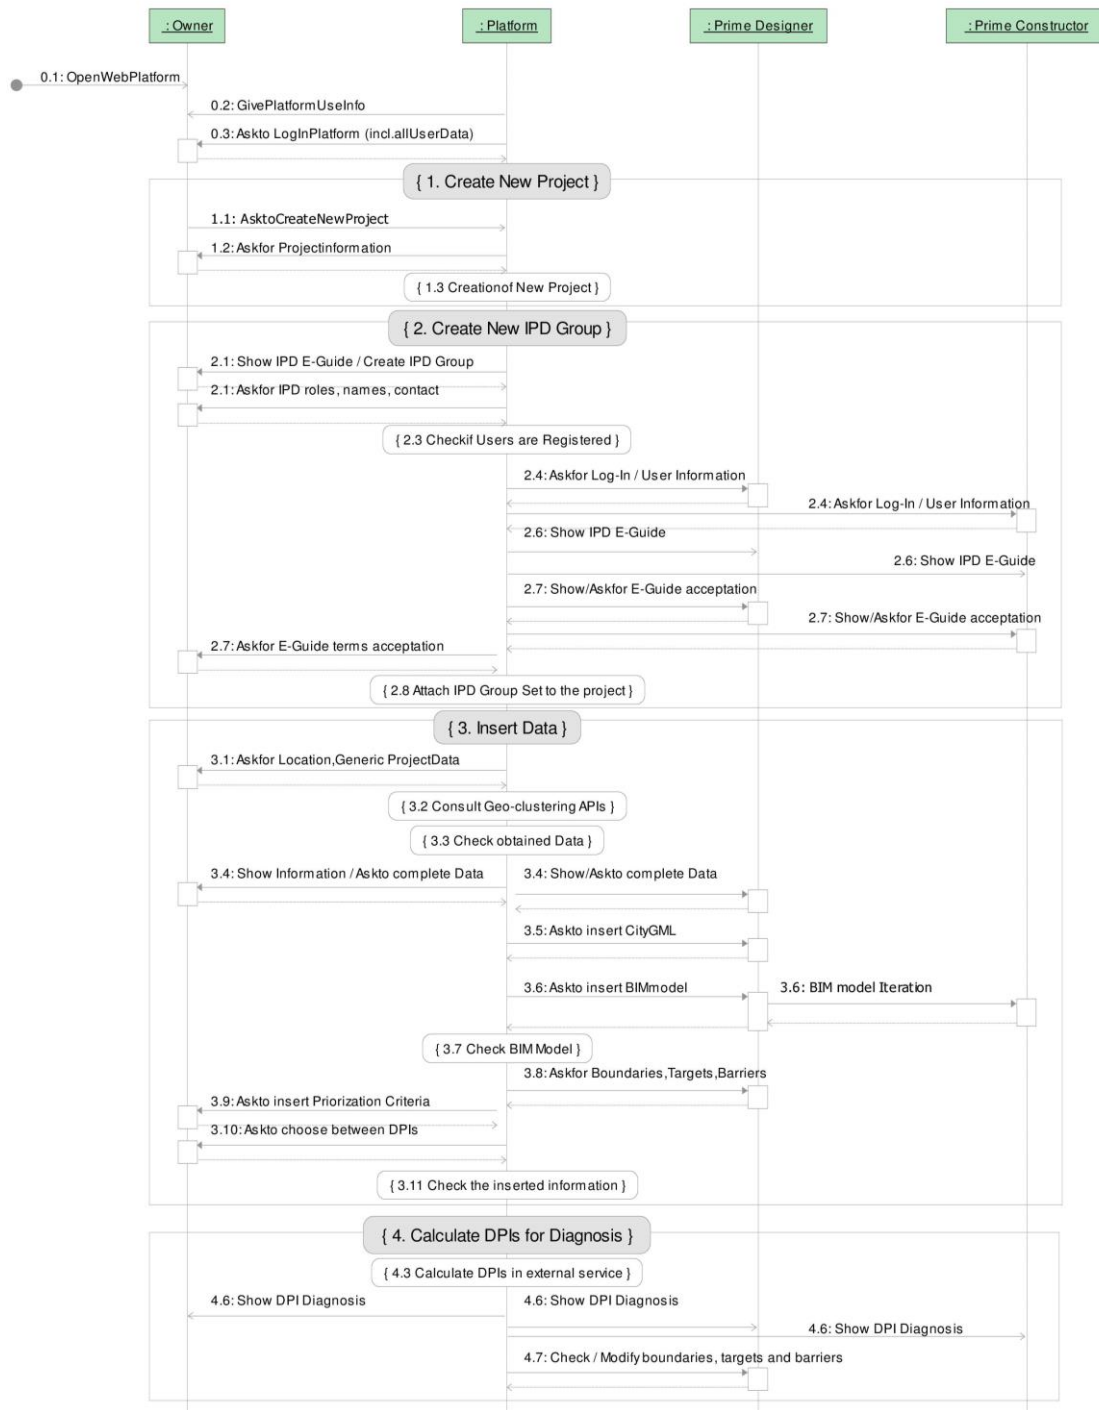 : Owner
: Platform
: Prime Designer
: Prime Constructor
0.1: OpenWebPlatform
0.2: GivePlatformUseInfo
0.3: Askto LogInPlatform (incl.allUserData)
{ 1. Create New Project }
1.1: AsktoCreateNewProject
1.2: Askfor Projectinformation
{ 1.3 Creationof New Project }
{ 2. Create New IPD Group }
2.1: Show IPD E-Guide / Create IPD Group
2.1: Askfor IPD roles, names, contact
{ 2.3 Checkif Users are Registered }
2.4: Askfor Log-In / User Information
2.4: Askfor Log-In / User Information
2.6: Show IPD E-Guide
2.6: Show IPD E-Guide
2.7: Show/Askfor E-Guide acceptation
2.7: Show/Askfor E-Guide acceptation
2.7: Askfor E-Guide terms acceptation
{ 2.8 Attach IPD Group Set to the project }
{ 3. Insert Data }
3.1: Askfor Location,Generic ProjectData
{ 3.2 Consult Geo-clustering APIs }
{ 3.3 Check obtained Data }
3.4: Show Information / Askto complete Data
3.4: Show/Askto complete Data
3.5: Askto insert CityGML
3.6: Askto insert BIMmodel
3.6: BIM model Iteration
{ 3.7 Check BIM Model }
3.8: Askfor Boundaries,Targets,Barriers
3.9: Askto insert Priorization Criteria
3.10: Askto choose between DPIs
{ 3.11 Check the inserted information }
{ 4. Calculate DPIs for Diagnosis }
{ 4.3 Calculate DPIs in external service }
4.6: Show DPI Diagnosis
4.6: Show DPI Diagnosis
4.6: Show DPI Diagnosis
4.7: Check / Modify boundaries, targets and barriers